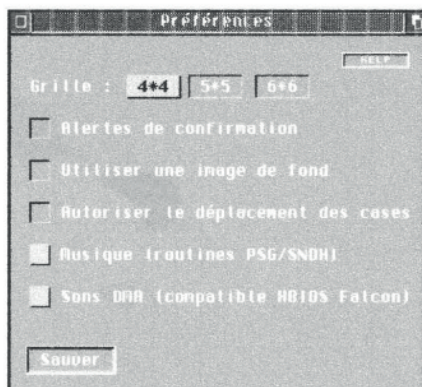 Préférences
HELP
Grille : 4*4 5*5 6*6
Alertes de confirmation
Utiliser une image de fond
Autoriser le déplacement des cases
Musique (routines PSG/SNDH)
Sons DMA (compatible XBIOS Falcon)
Sauver